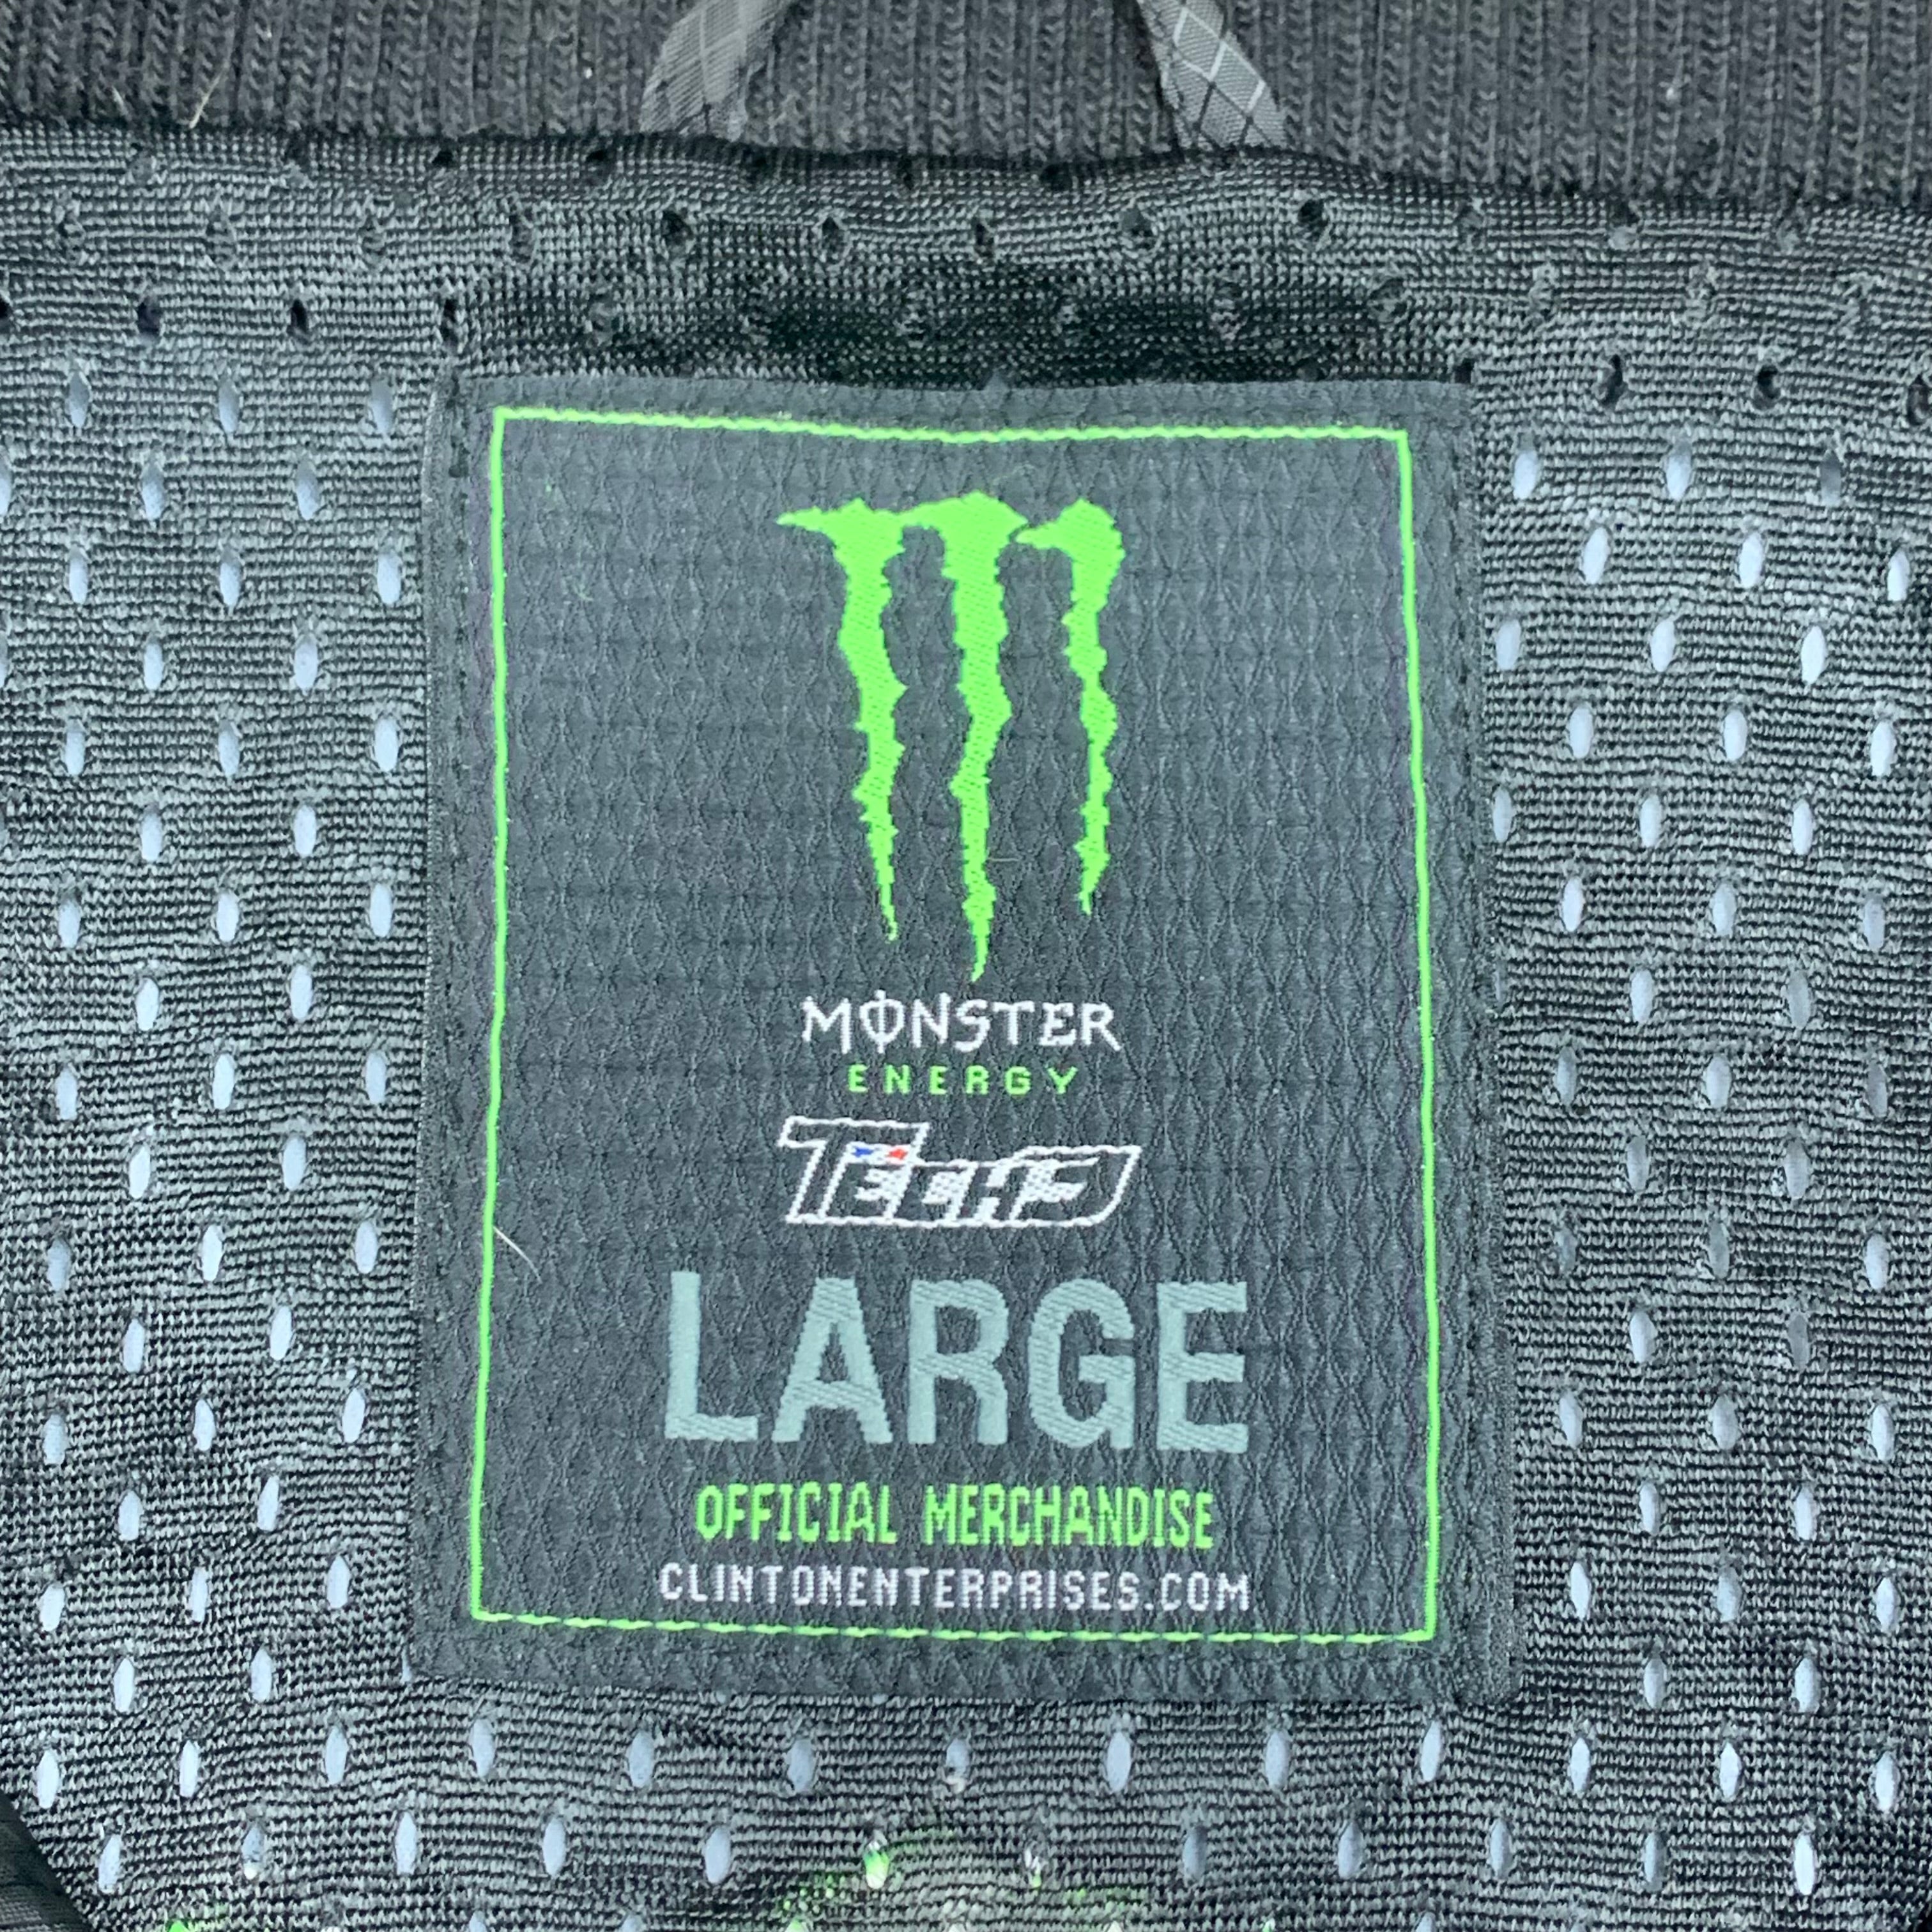 MONSTER
ENERGY
TECH3
LARGE
OFFICIAL MERCHANDISE
CLINTONENTERPRISES.COM